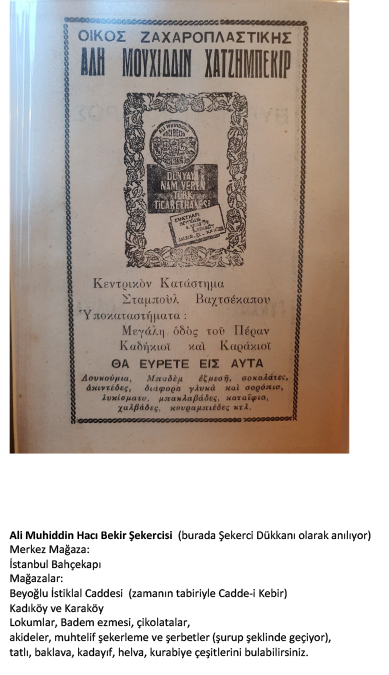 ΟΙΚΟΣ ΖΑΧΑΡΟΠΛΑΣΤΙΚΗΣ
ΑΛΗ ΜΟΥΧΙΔΔΙΝ ΧΑΤΖΗΜΠΕΚΙΡ
DÜNYAYA
NAM VEREN
TÜRK
TİCARETHANESİ
Κεντρικὸν Κατάστημα
Σταμποὺλ Βαχτσέκαπου
Ὑποκαταστήματα :
Μεγάλη ὁδὸς τοῦ Πέραν
Καδήκιοϊ καὶ Καράκιοϊ
ΘΑ ΕΥΡΕΤΕ ΕΙΣ ΑΥΤΑ
Λουκούμια, Μπαδὲμ ἐζμεσῆ, σοκολάτες,
ἀκιντέδες, διάφορα γλυκὰ καὶ σορόπια,
μπακλαβάδες, καταΐφια,
χαλβάδες, κουραμπιέδες κτλ.
Ali Muhiddin Hacı Bekir Şekercisi (burada Şekerci Dükkanı olarak anılıyor)
Merkez Mağaza:
İstanbul Bahçekapı
Mağazalar:
Beyoğlu İstiklal Caddesi (zamanın tabiriyle Cadde-i Kebir)
Kadıköy ve Karaköy
Lokumlar, Badem ezmesi, çikolatalar,
akideler, muhtelif şekerleme ve şerbetler (şurup şeklinde geçiyor),
tatlı, baklava, kadayıf, helva, kurabiye çeşitlerini bulabilirsiniz.